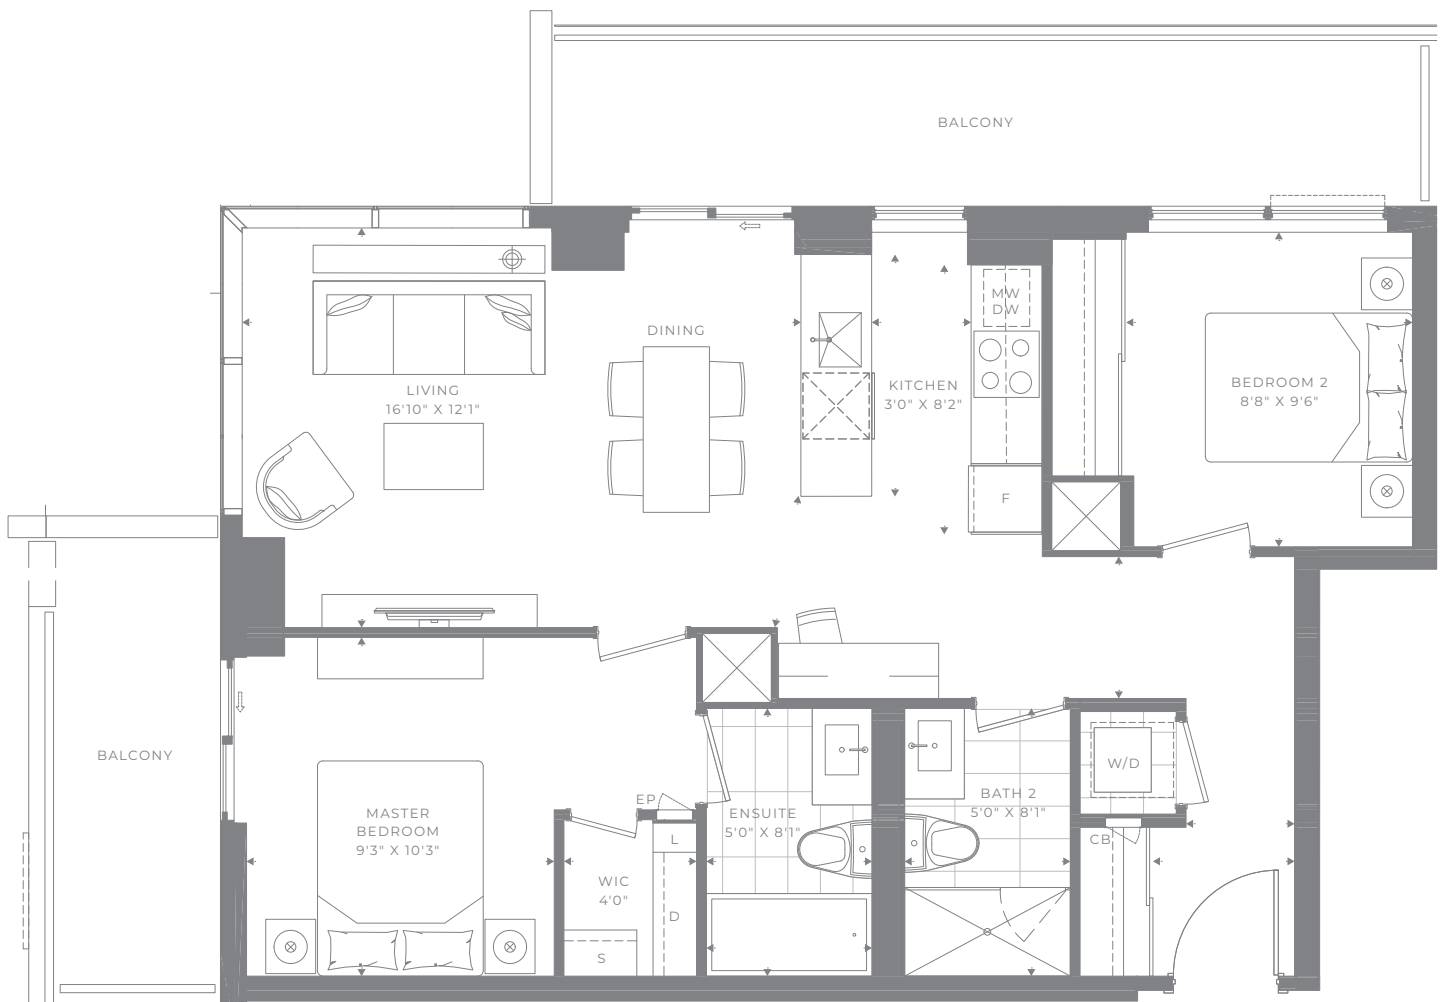 BALCONY
MW
DW
DINING
LIVING
16'10" X 12'1"
KITCHEN
3'0" X 8'2"
BEDROOM 2
8'8" X 9'6"
F
BALCONY
MASTER
BEDROOM
9'3" X 10'3"
EP
L
WIC
4'0"
D
S
ENSUITE
5'0" X 8'1"
BATH 2
5'0" X 8'1"
W/D
CB